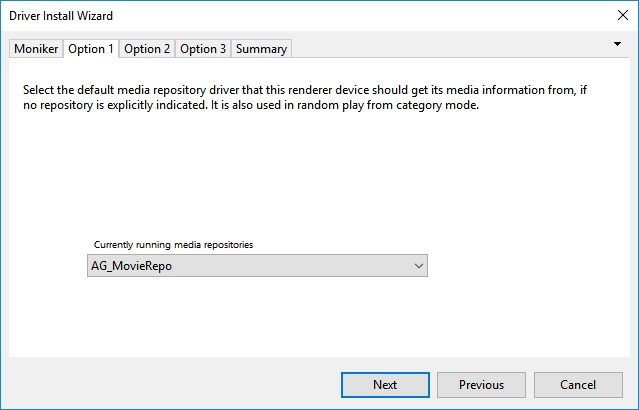 Driver Install Wizard
Moniker Option 1 Option 2 Option 3 Summary
Select the default media repository driver that this renderer device should get its media information from, if
no repository is explicitly indicated. It is also used in random play from category mode.
Currently running media repositories
AG_MovieRepo
Next Previous Cancel